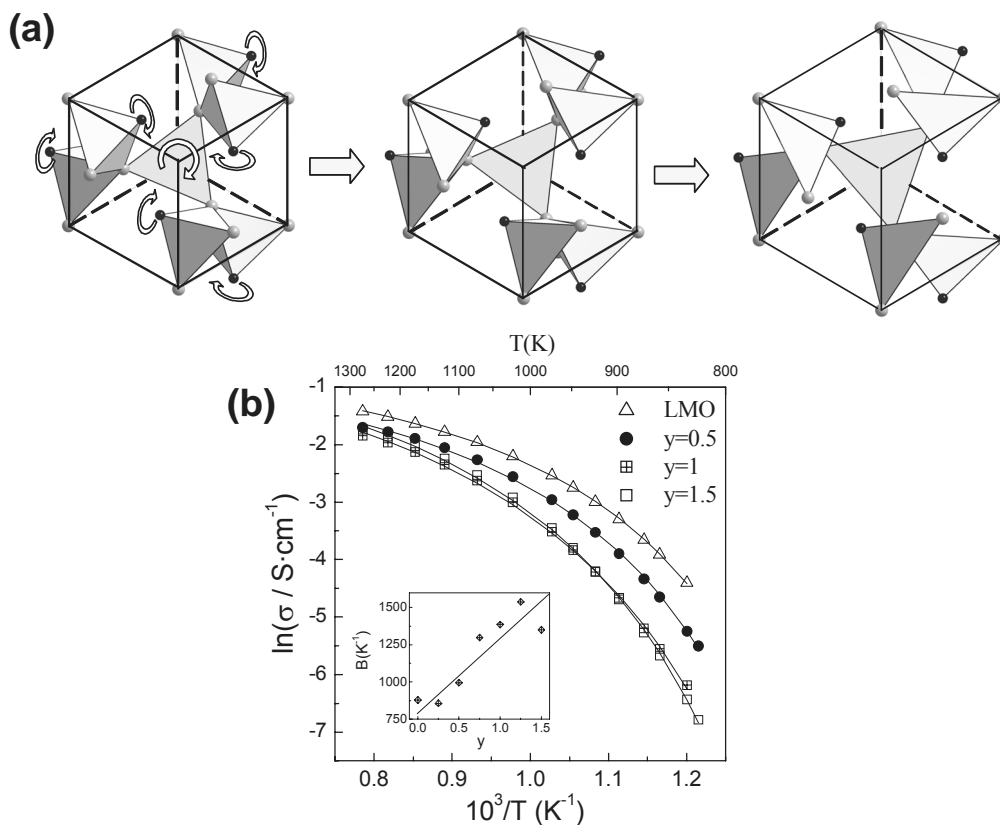 (a)
(b)
T(K)
1300 1200 1100 1000 900 800
-1
-2
-3
-4
-5
-6
-7
ln(σ / S·cm⁻¹)
LMO
y=0.5
y=1
y=1.5
1500
1250
1000
750
B(K⁻¹)
0.0 0.5 1.0 1.5
y
0.8 0.9 1.0 1.1 1.2
10³/T (K⁻¹)